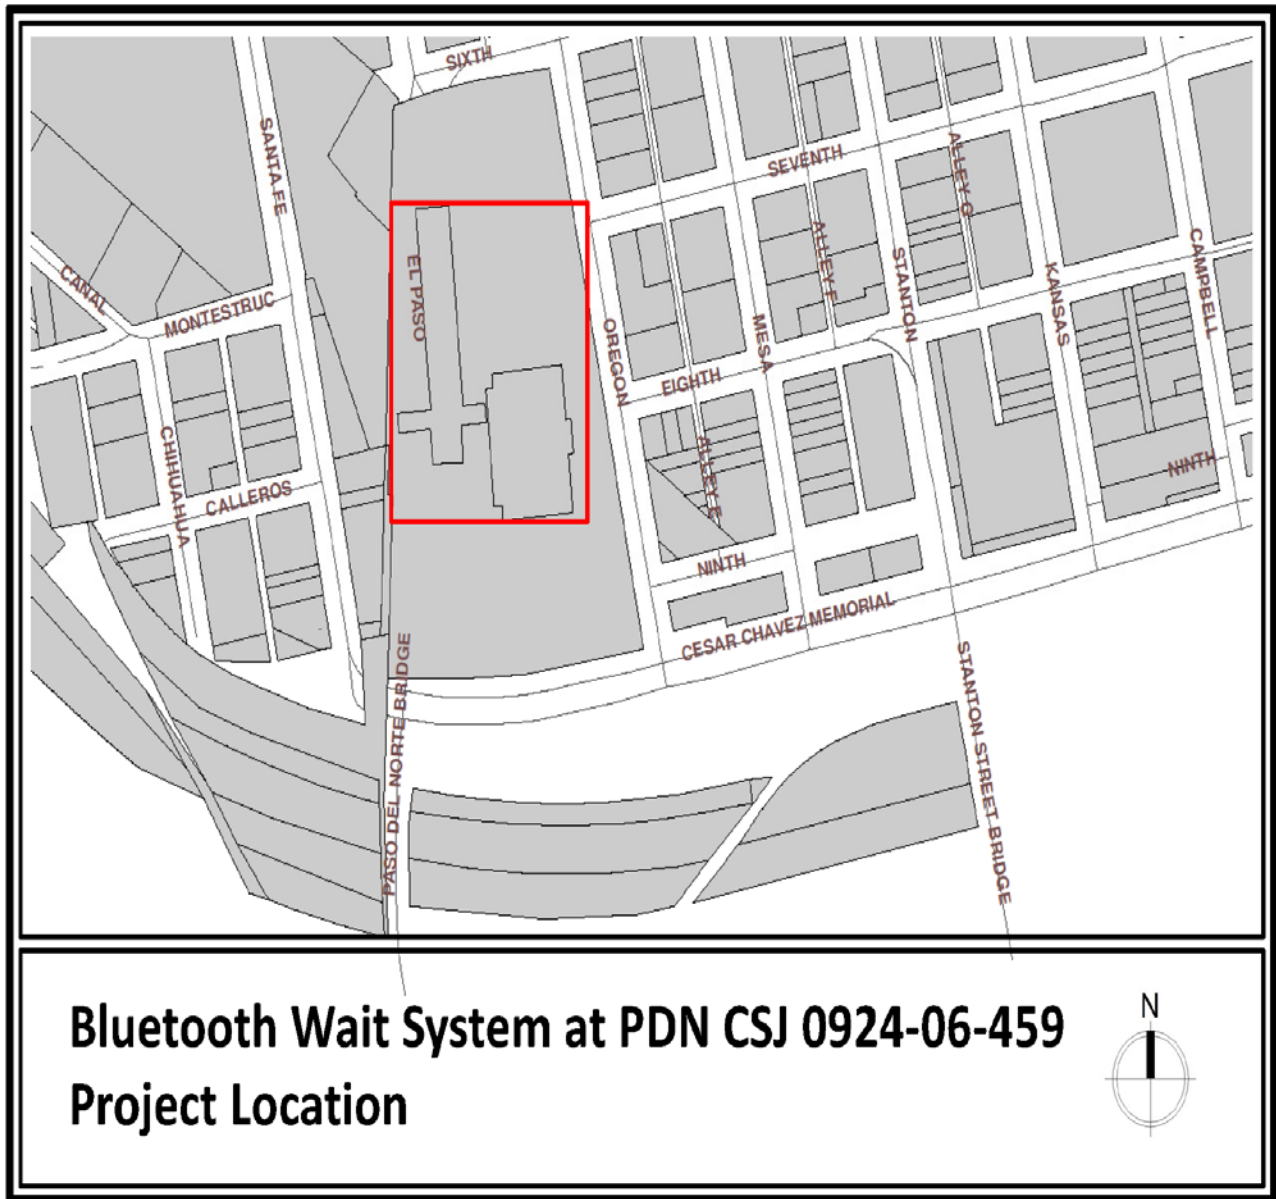 SIXTH
SANTA FE
SEVENTH
ALLEY G
ALLEY F
STANTON
CAMPBELL
KANSAS
CANAL
MONTESTRUC
EL PASO
OREGON
MESA
EIGHTH
CHIHUAHUA
CALLEROS
ALLEY E
NINTH
NINTH
CESAR CHAVEZ MEMORIAL
PASO DEL NORTE BRIDGE
STANTON STREET BRIDGE
Bluetooth Wait System at PDN CSJ 0924-06-459
Project Location
N